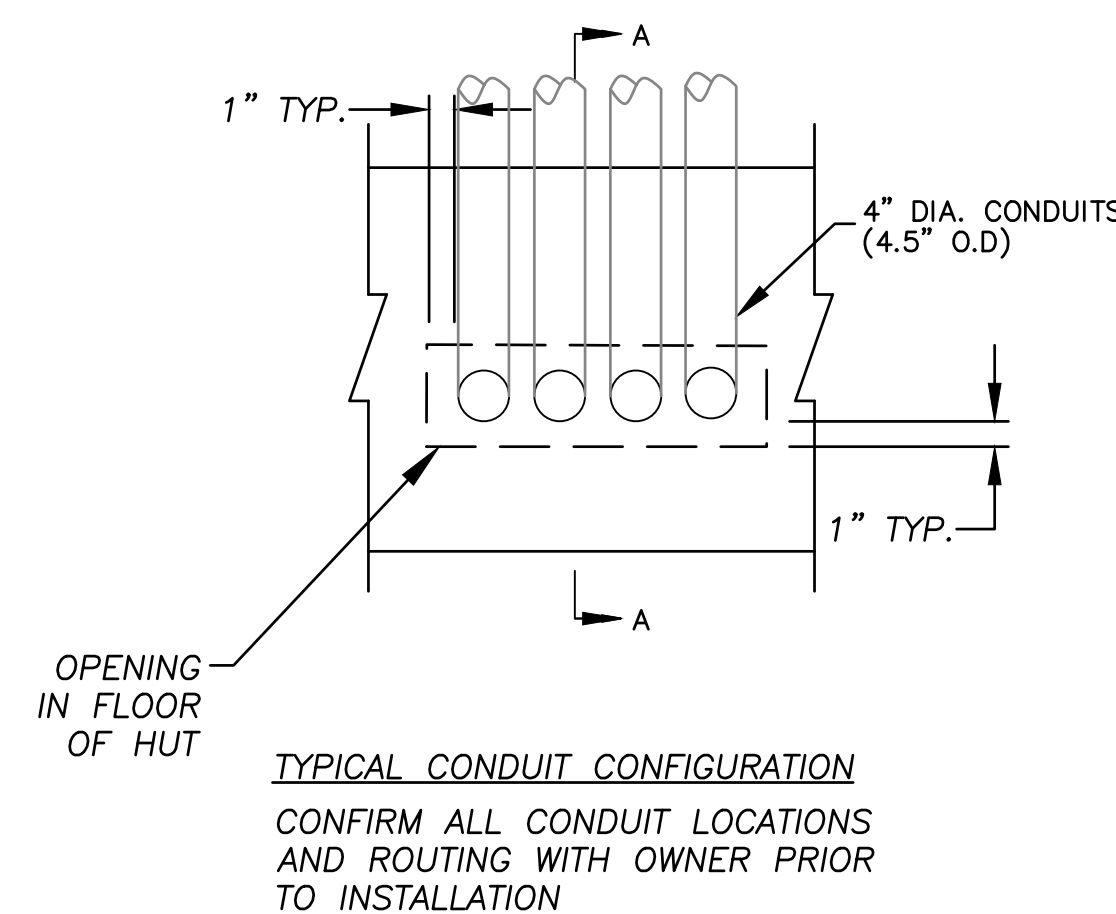 A
1” TYP.
4” DIA. CONDUITS
(4.5” O.D)
1” TYP.
A
OPENING
IN FLOOR
OF HUT
TYPICAL CONDUIT CONFIGURATION
CONFIRM ALL CONDUIT LOCATIONS
AND ROUTING WITH OWNER PRIOR
TO INSTALLATION